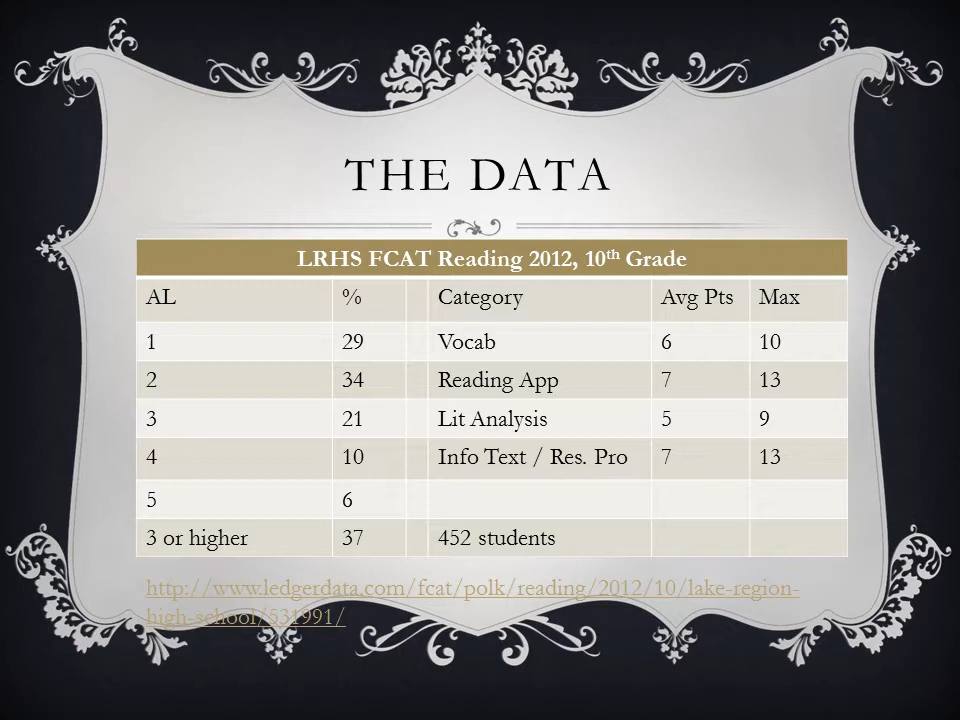 THE DATA
LRHS FCAT Reading 2012, 10th Grade
AL % Category Avg Pts Max
1 29 Vocab 6 10
2 34 Reading App 7 13
3 21 Lit Analysis 5 9
4 10 Info Text / Res. Pro 7 13
5 6
3 or higher 37 452 students
http://www.ledgerdata.com/fcat/polk/reading/2012/10/lake-region-
high-school/531991/